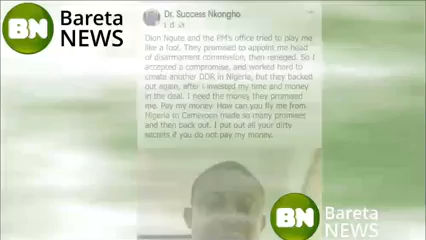 BN
Bareta
NEWS
Dr. Success Nkongho
1 d
Dion Ngute and the PM's office tried to play me
like a fool. They promised to appoint me head
of disarmament commission, then reneged. So I
accepted a compromise, and worked hard to
create another DDR in Nigeria, but they backed
out again, after I invested my time and money
in the deal. I need the money they promised
me. Pay my money. How can you fly me from
Nigeria to Cameroon made so many promises
and then back out. I put out all your dirty
secrets if you do not pay my money.
BN
Bareta
NEWS